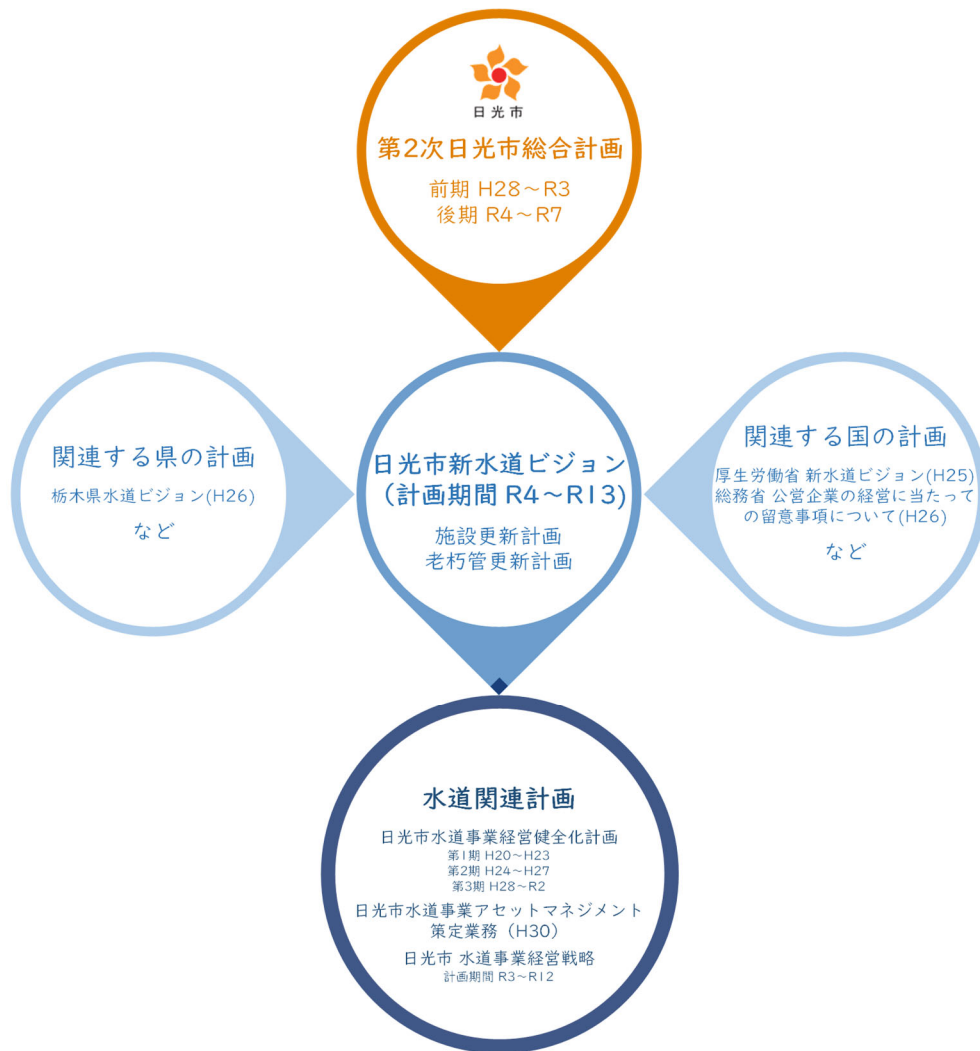 日光市
第2次日光市総合計画
前期 H28～R3
後期 R4～R7
関連する県の計画
栃木県水道ビジョン(H26)
など
日光市新水道ビジョン
（計画期間 R4～R13)
施設更新計画
老朽管更新計画
関連する国の計画
厚生労働省 新水道ビジョン(H25)
総務省 公営企業の経営に当たって
の留意事項について(H26)
など
水道関連計画
日光市水道事業経営健全化計画
第1期 H20～H23
第2期 H24～H27
第3期 H28～R2
日光市水道事業アセットマネジメント
策定業務（H30）
日光市 水道事業経営戦略
計画期間 R3～R12